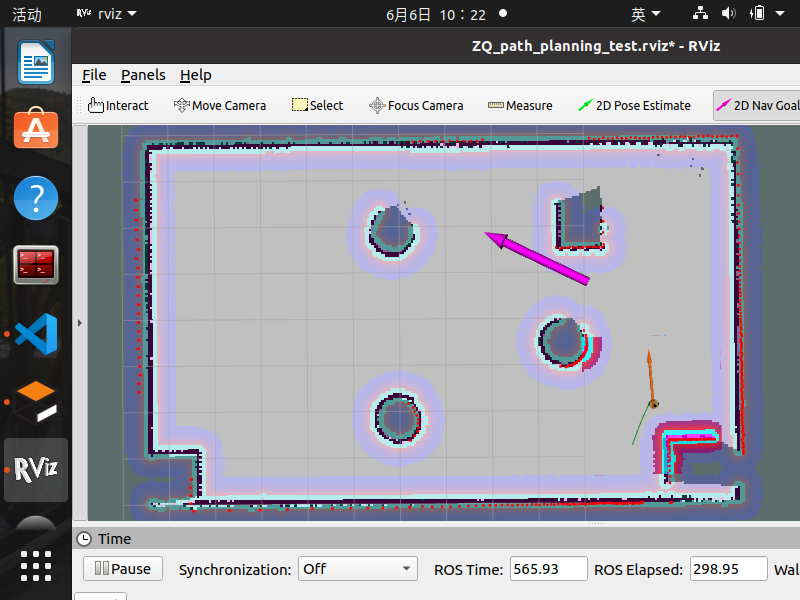 活动 rviz 6月6日 10：22 英
ZQ_path_planning_test.rviz* - RViz
File Panels Help
Interact Move Camera Select Focus Camera Measure 2D Pose Estimate 2D Nav Goal
RViz
Time
Pause Synchronization: Off ROS Time: 565.93 ROS Elapsed: 298.95 Wal